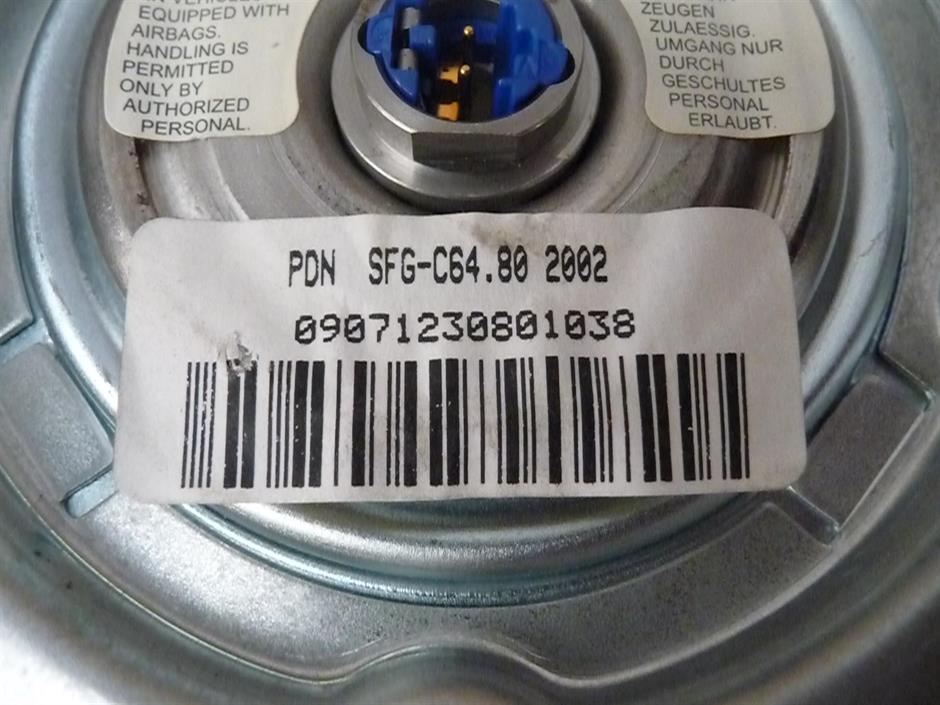 VEHICLES
EQUIPPED WITH
AIRBAGS.
HANDLING IS
PERMITTED
ONLY BY
AUTHORIZED
PERSONAL.
ZEUGEN
ZULAESSIG.
UMGANG NUR
DURCH
GESCHULTES
PERSONAL
ERLAUBT.
PDN SFG-C64.80 2002
09071230801038